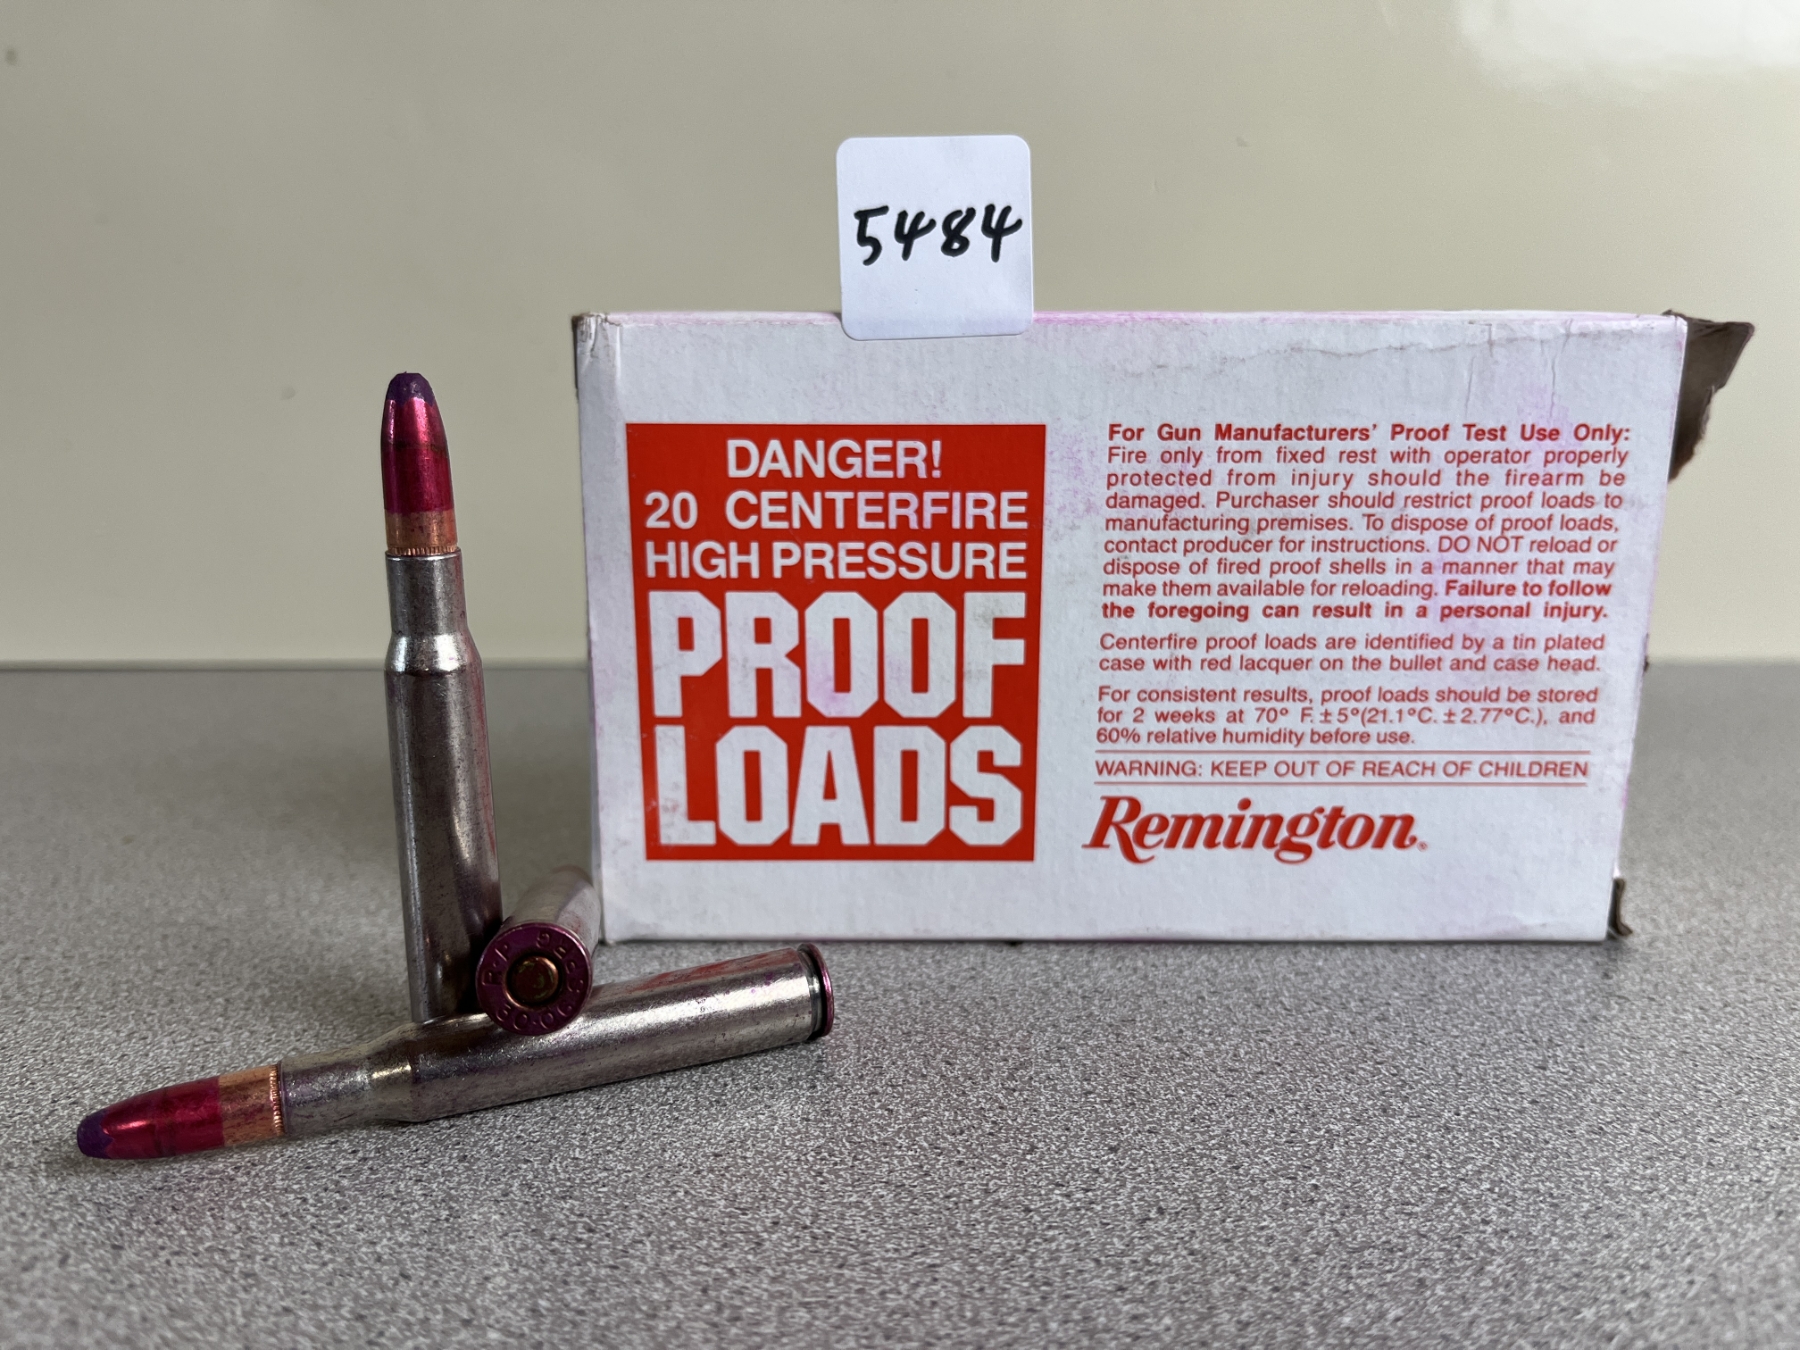 5484
DANGER!
20 CENTERFIRE
HIGH PRESSURE
PROOF
LOADS
For Gun Manufacturers' Proof Test Use Only:
Fire only from fixed rest with operator properly
protected from injury should the firearm be
damaged. Purchaser should restrict proof loads to
manufacturing premises. To dispose of proof loads,
contact producer for instructions. DO NOT reload or
dispose of fired proof shells in a manner that may
make them available for reloading. Failure to follow
the foregoing can result in a personal injury.
Centerfire proof loads are identified by a tin plated
case with red lacquer on the bullet and case head.
For consistent results, proof loads should be stored
for 2 weeks at 70° F. ± 5°(21.1°C. ± 2.77°C.), and
60% relative humidity before use.
WARNING: KEEP OUT OF REACH OF CHILDREN
Remington.